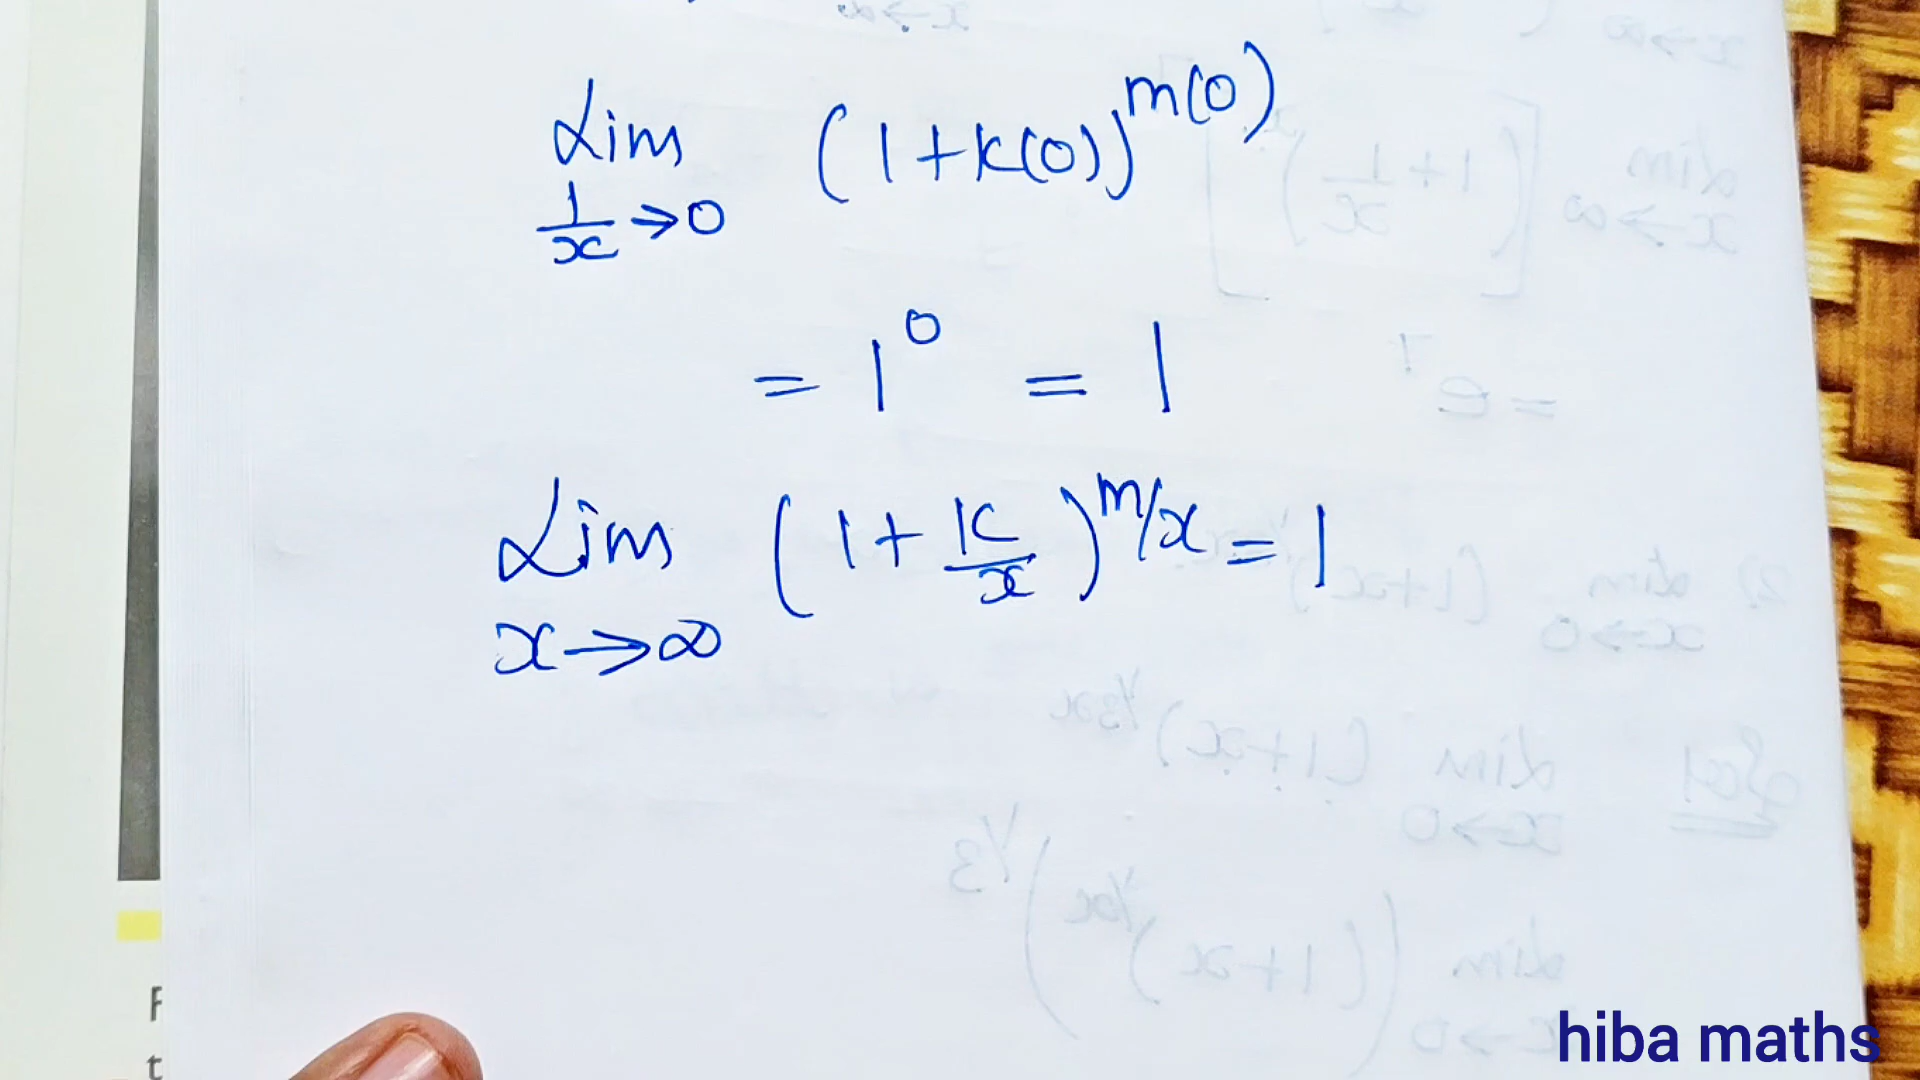 Lim (1+k(0))^m(0)
1/x→0
= 1^0 = 1
Lim (1 + k/x)^m/x = 1
x→∞
hiba maths